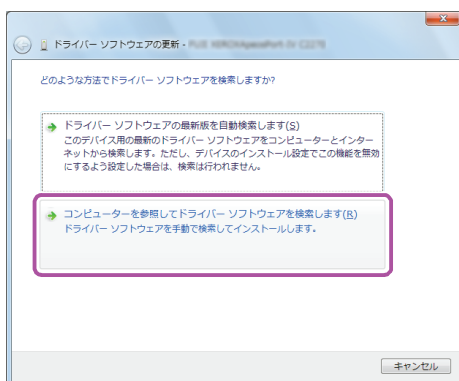 ドライバー ソフトウェアの更新 -
どのような方法でドライバー ソフトウェアを検索しますか?
ドライバー ソフトウェアの最新版を自動検索します(S)
このデバイス用の最新のドライバー ソフトウェアをコンピューターとインター
ネットから検索します。ただし、デバイスのインストール設定でこの機能を無効
にするよう設定した場合は、検索は行われません。
コンピューターを参照してドライバー ソフトウェアを検索します(R)
ドライバー ソフトウェアを手動で検索してインストールします。
キャンセル